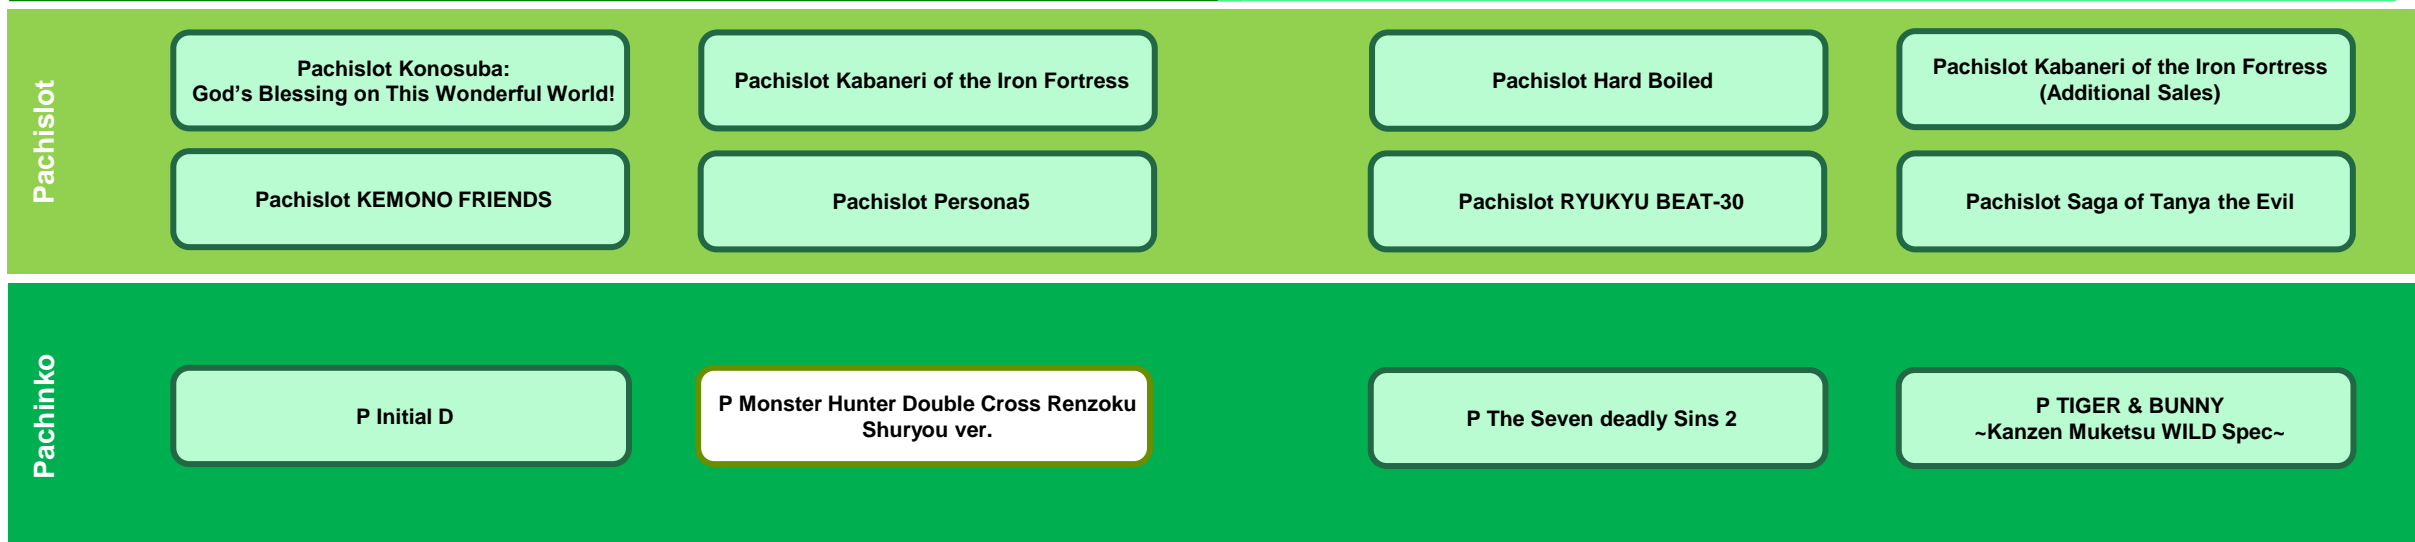 Pachislot
Pachislot Konosuba:
God's Blessing on This Wonderful World!
Pachislot Kabaneri of the Iron Fortress
Pachislot Hard Boiled
Pachislot Kabaneri of the Iron Fortress
(Additional Sales)
Pachislot KEMONO FRIENDS
Pachislot Persona5
Pachislot RYUKYU BEAT-30
Pachislot Saga of Tanya the Evil
Pachinko
P Initial D
P Monster Hunter Double Cross Renzoku
Shuryou ver.
P The Seven deadly Sins 2
P TIGER & BUNNY
~Kanzen Muketsu WILD Spec~